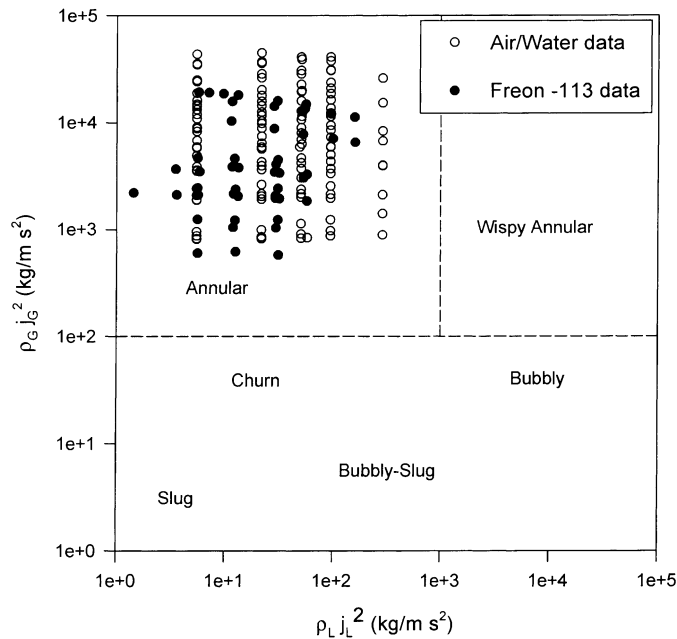 1e+5
Air/Water data
Freon -113 data
1e+4
Wispy Annular
1e+3
Annular
1e+2
Churn
Bubbly
1e+1
Bubbly-Slug
Slug
1e+0
1e+0 1e+1 1e+2 1e+3 1e+4 1e+5
ρL jL² (kg/m s²)
ρG jG² (kg/m s²)